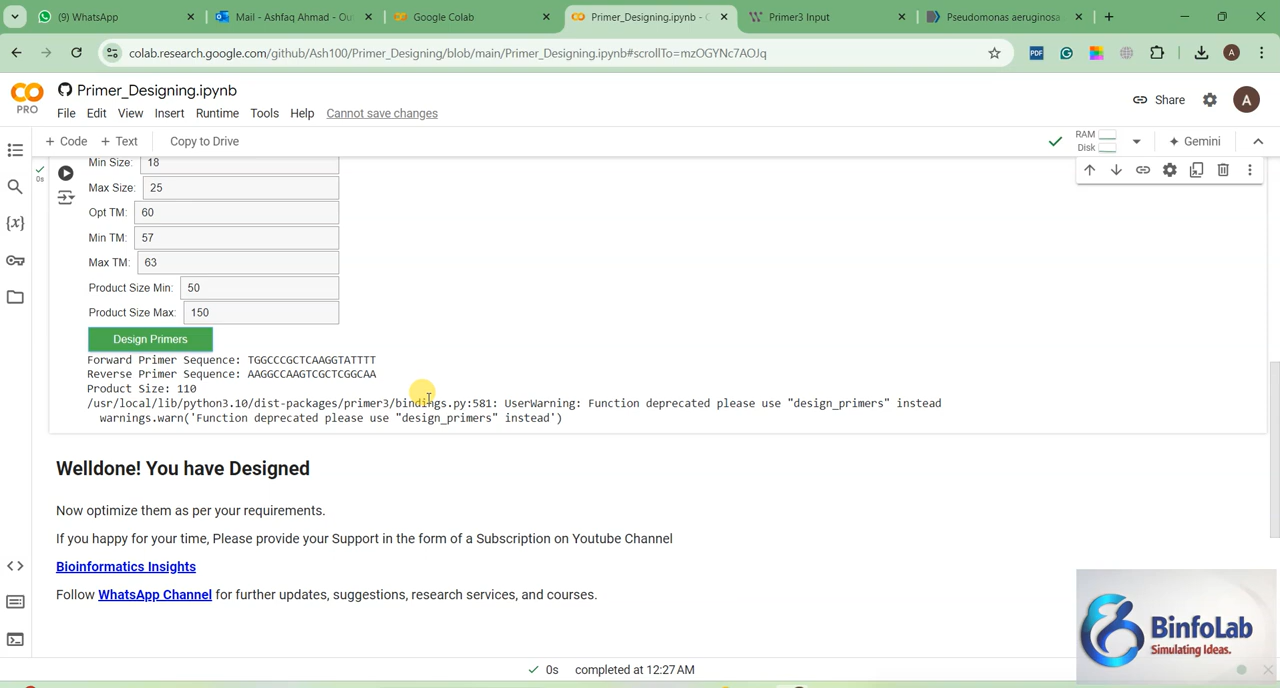 (9) WhatsApp
Mail - Ashfaq Ahmad - Ou
Google Colab
Primer_Designing.ipynb - C
Primer3 Input
Pseudomonas aeruginosa
colab.research.google.com/github/Ash100/Primer_Designing/blob/main/Primer_Designing.ipynb#scrollTo=mzOGYNc7AOJq
PDF
A
CO
PRO
Primer_Designing.ipynb
File Edit View Insert Runtime Tools Help Cannot save changes
Share
A
+ Code + Text Copy to Drive
RAM
Disk
Gemini
0s
Min Size: 18
Max Size: 25
Opt TM: 60
Min TM: 57
Max TM: 63
Product Size Min: 50
Product Size Max: 150
Design Primers
Forward Primer Sequence: TGGCCCGCTCAAGGTATTTT
Reverse Primer Sequence: AAGGCCAAGTCGCTCGGCAA
Product Size: 110
/usr/local/lib/python3.10/dist-packages/primer3/bindings.py:581: UserWarning: Function deprecated please use "design_primers" instead
warnings.warn('Function deprecated please use "design_primers" instead')
Welldone! You have Designed
Now optimize them as per your requirements.
If you happy for your time, Please provide your Support in the form of a Subscription on Youtube Channel
Bioinformatics Insights
Follow WhatsApp Channel for further updates, suggestions, research services, and courses.
BinfoLab
Simulating Ideas.
0s completed at 12:27 AM